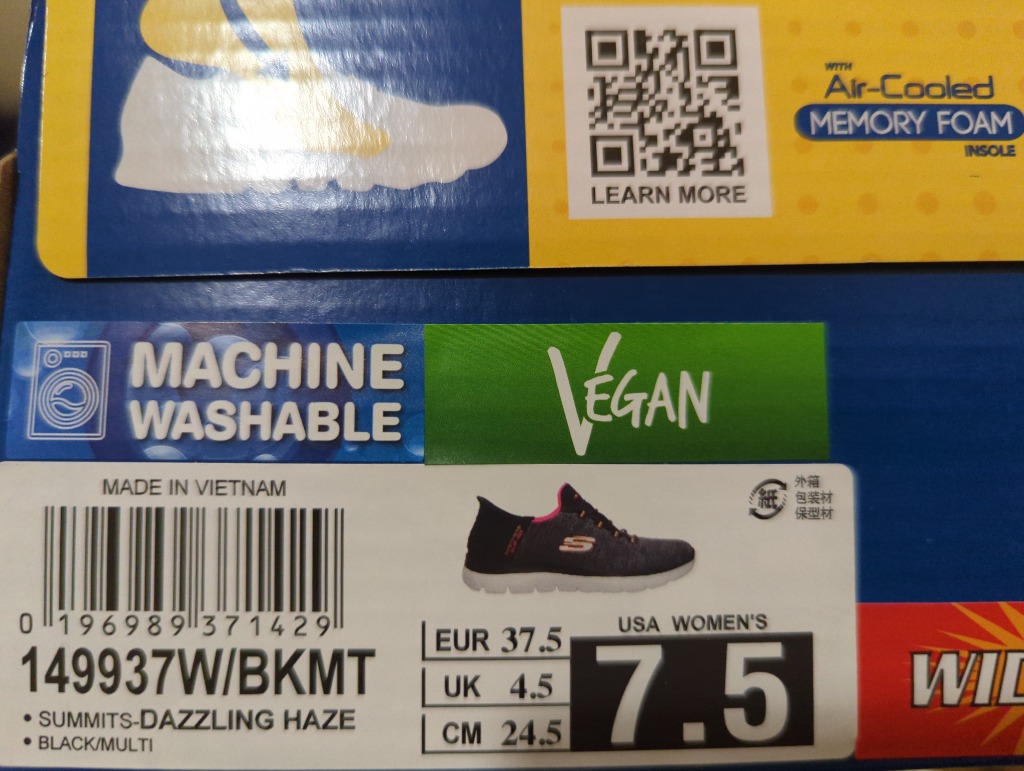 WITH
Air-Cooled
MEMORY FOAM
INSOLE
LEARN MORE
MACHINE
WASHABLE
VEGAN
MADE IN VIETNAM
紙
外箱
包装材
保型材
S
0 196989 371429
149937W/BKMT
• SUMMITS-DAZZLING HAZE
• BLACK/MULTI
EUR 37.5
UK 4.5
CM 24.5
USA WOMEN'S
7.5